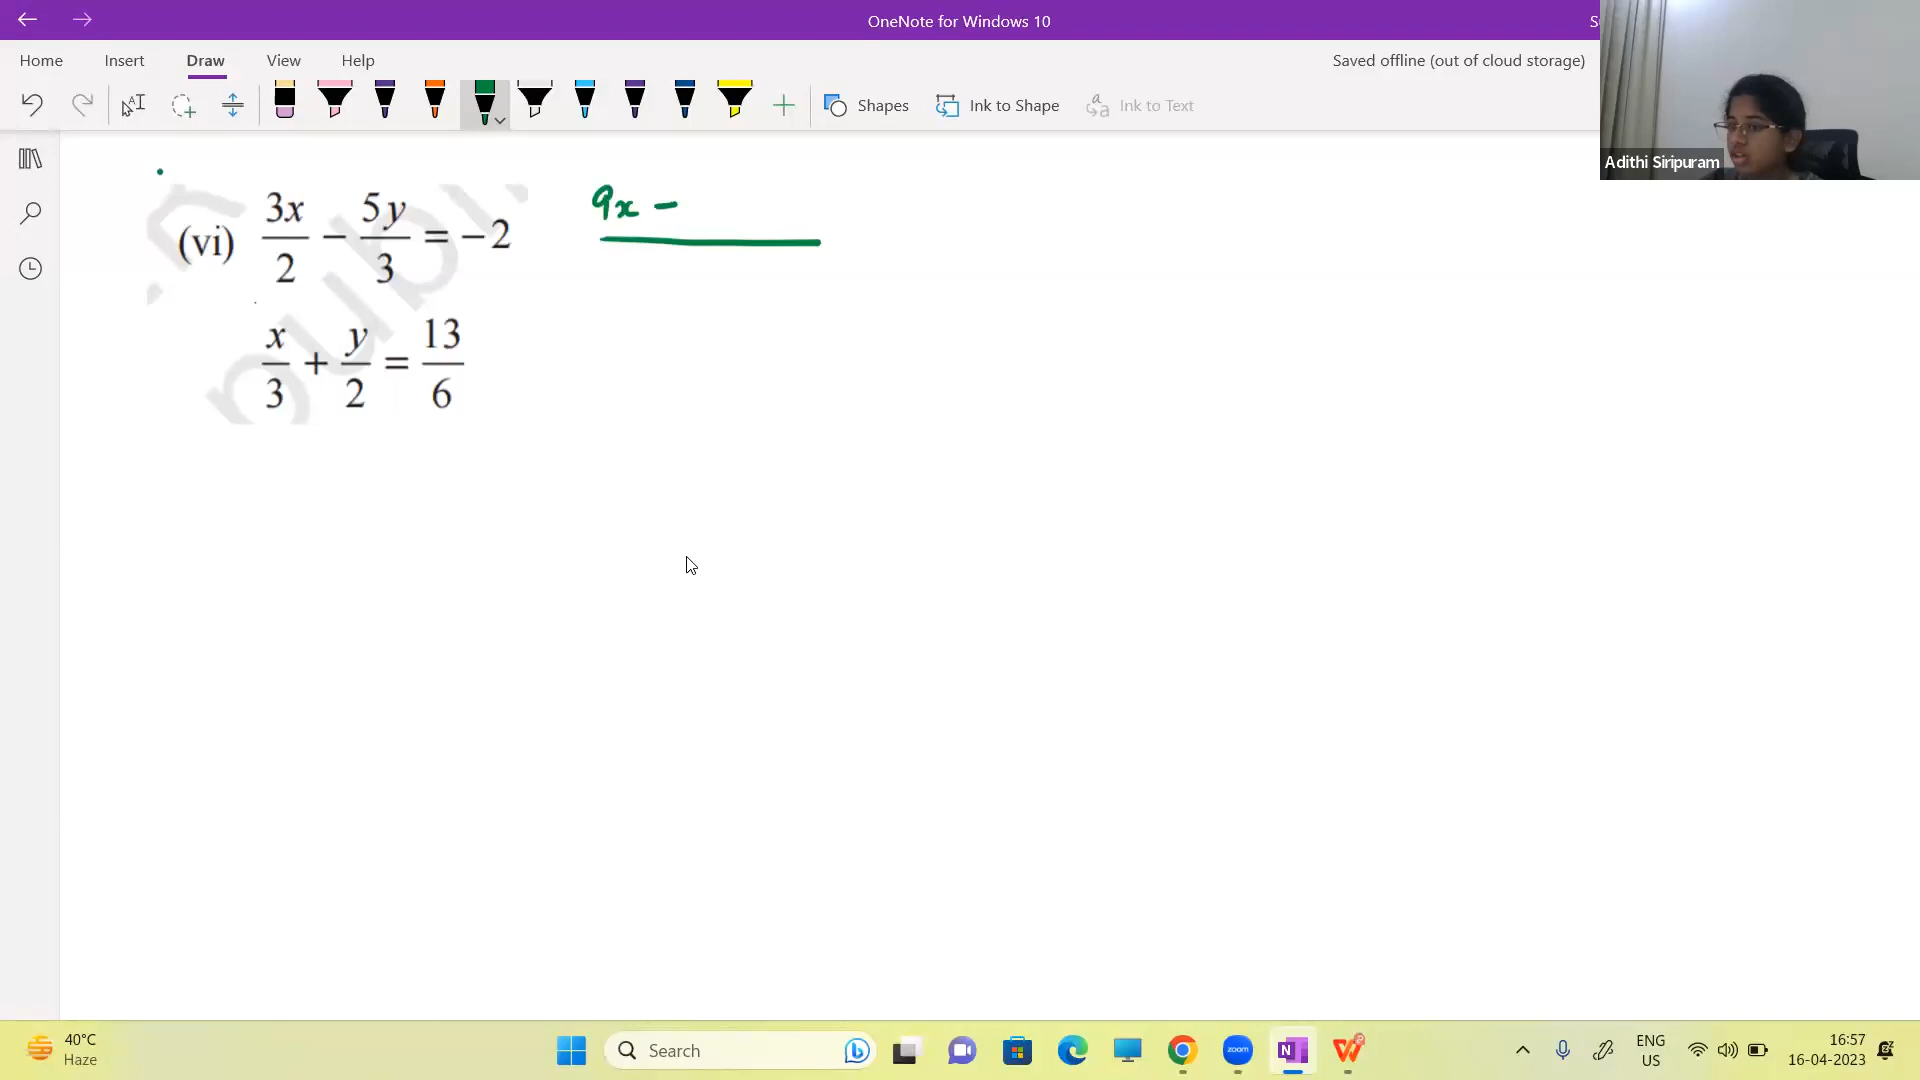 OneNote for Windows 10
Home Insert Draw View Help
Saved offline (out of cloud storage)
Shapes Ink to Shape Ink to Text
Adithi Siripuram
(vi) 3x/2 − 5y/3 = −2
9x −
x/3 + y/2 = 13/6
40°C
Haze
Search
zoom
ENG
US
16:57
16-04-2023